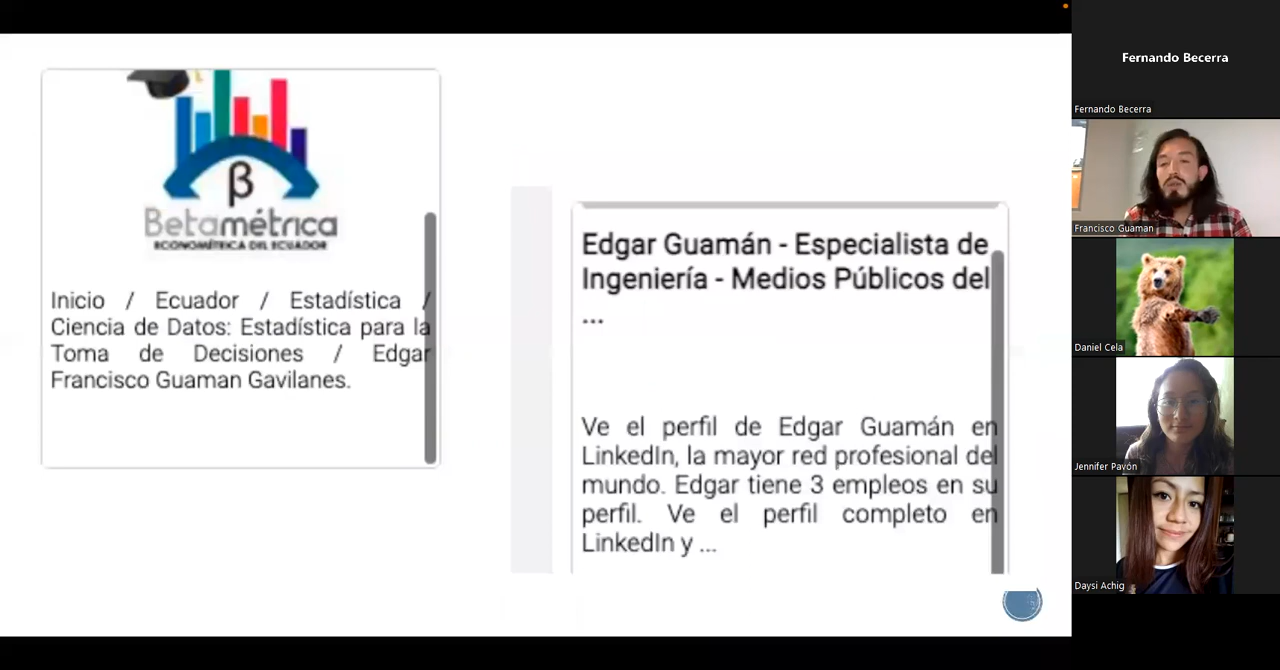 β
Betamétrica
ECONOMÉTRICA DEL ECUADOR
Inicio / Ecuador / Estadística /
Ciencia de Datos: Estadística para la
Toma de Decisiones / Edgar
Francisco Guaman Gavilanes.
Edgar Guamán - Especialista de
Ingeniería - Medios Públicos del
...
Ve el perfil de Edgar Guamán en
LinkedIn, la mayor red profesional del
mundo. Edgar tiene 3 empleos en su
perfil. Ve el perfil completo en
LinkedIn y ...
Fernando Becerra
Fernando Becerra
Francisco Guaman
Daniel Cela
Jennifer Pavón
Daysi Achig